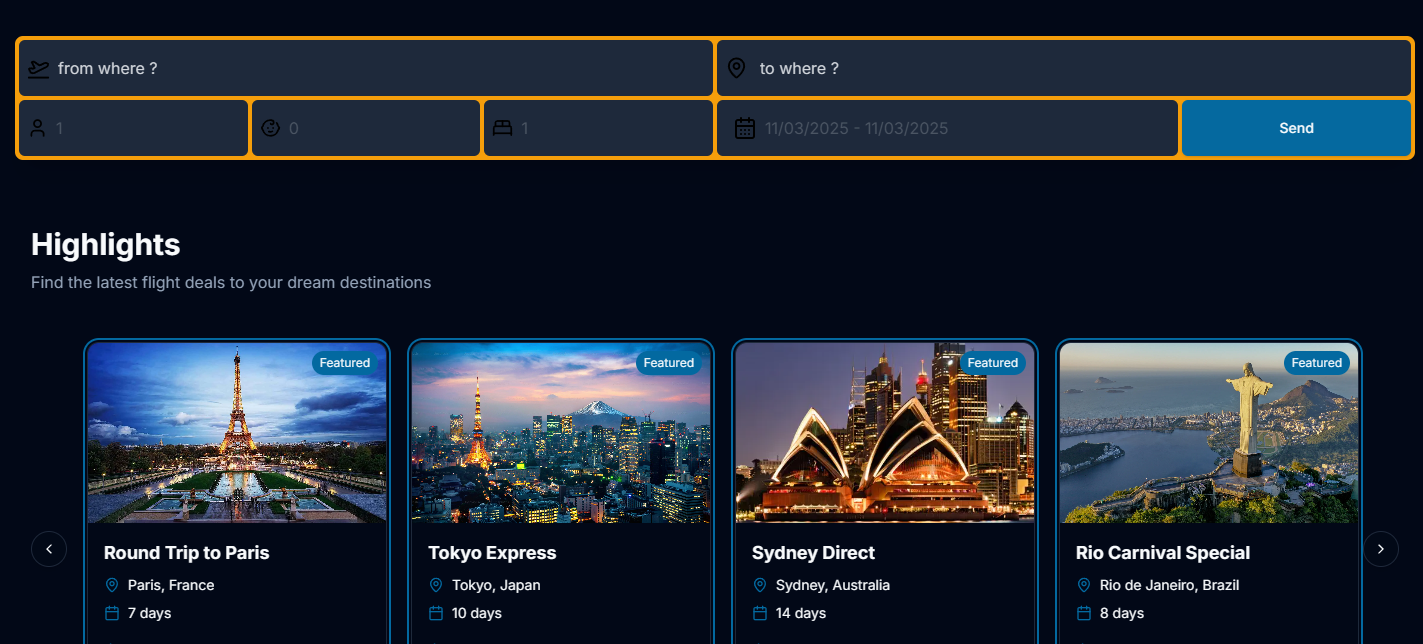 from where ?
to where ?
1
0
1
11/03/2025 - 11/03/2025
Send
Highlights
Find the latest flight deals to your dream destinations
Featured
Featured
Featured
Featured
Round Trip to Paris
Tokyo Express
Sydney Direct
Rio Carnival Special
Paris, France
Tokyo, Japan
Sydney, Australia
Rio de Janeiro, Brazil
7 days
10 days
14 days
8 days